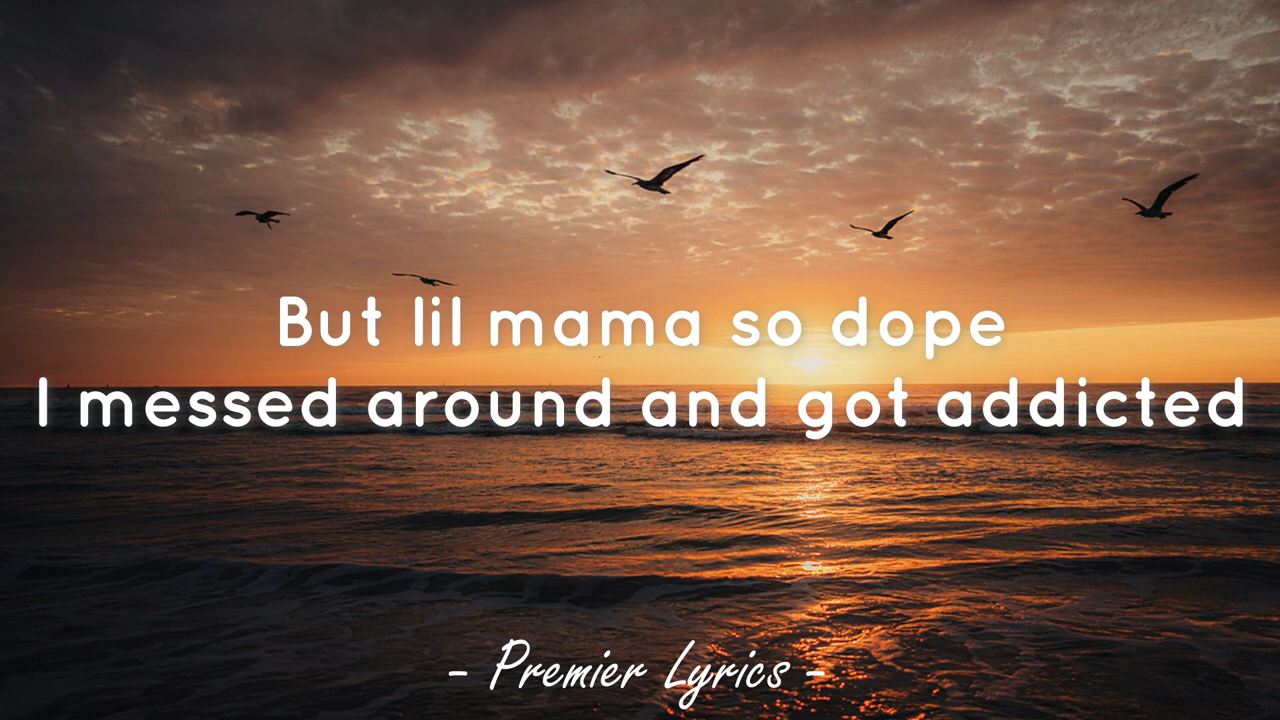 But lil mama so dope
I messed around and got addicted
- Premier Lyrics -